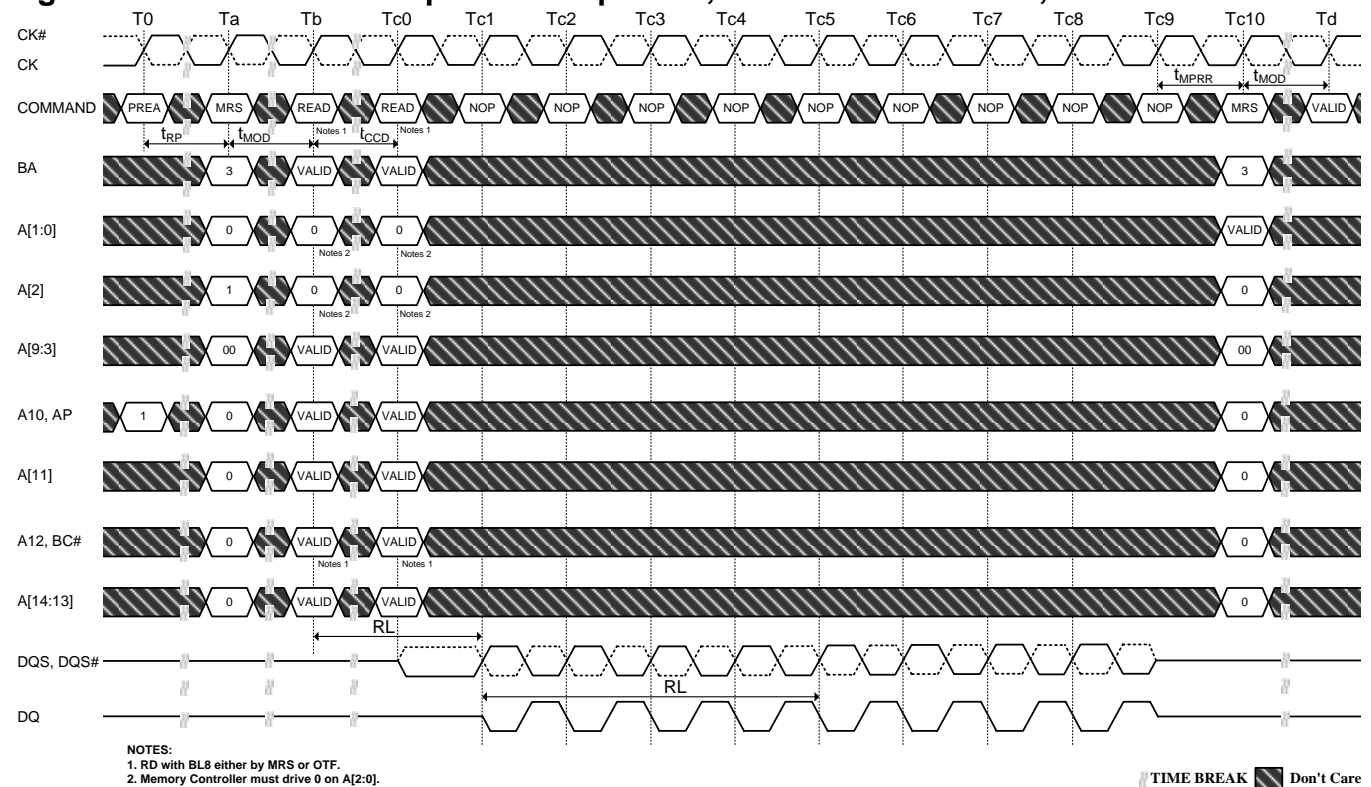 T0 Ta Tb Tc0 Tc1 Tc2 Tc3 Tc4 Tc5 Tc6 Tc7 Tc8 Tc9 Tc10 Td
CK#
CK
tMPRR tMOD
COMMAND PREA MRS READ READ NOP NOP NOP NOP NOP NOP NOP NOP NOP MRS VALID
Notes 1 Notes 1
tRP tMOD tCCD
BA 3 VALID VALID 3
A[1:0] 0 0 0 VALID
Notes 2 Notes 2
A[2] 1 0 0 0
Notes 2 Notes 2
A[9:3] 00 VALID VALID 00
A10, AP 1 0 VALID VALID 0
A[11] 0 VALID VALID 0
A12, BC# 0 VALID VALID 0
Notes 1 Notes 1
A[14:13] 0 VALID VALID 0
RL
DQS, DQS#
RL
DQ
NOTES:
1. RD with BL8 either by MRS or OTF.
2. Memory Controller must drive 0 on A[2:0].
TIME BREAK Don't Care